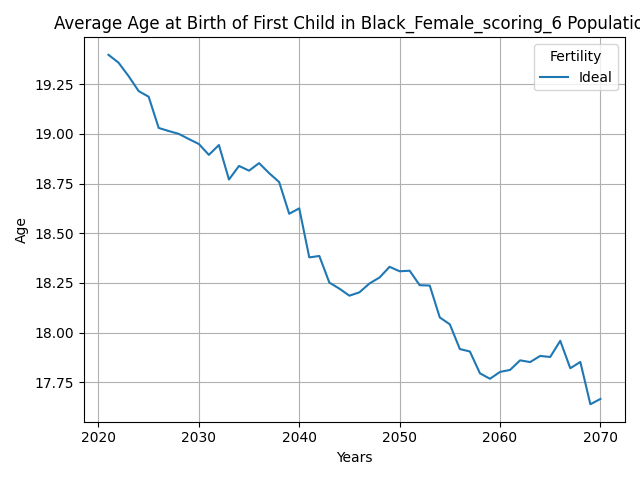 Average Age at Birth of First Child in Black_Female_scoring_6 Populatio
Fertility
Ideal
19.25
19.00
18.75
18.50
18.25
18.00
17.75
Age
2020 2030 2040 2050 2060 2070
Years